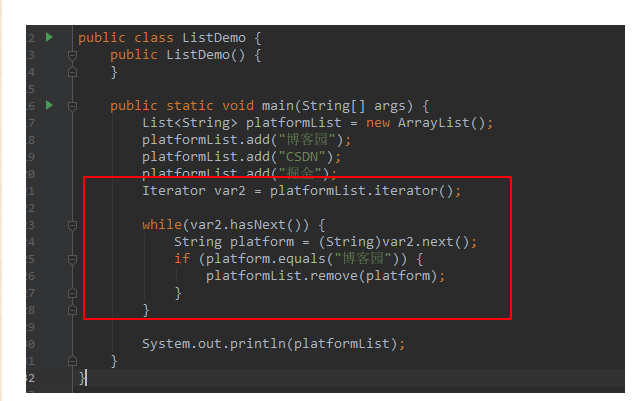 2 public class ListDemo {
3 public ListDemo() {
4 }
5
6 public static void main(String[] args) {
7 List<String> platformList = new ArrayList();
8 platformList.add("博客园");
9 platformList.add("CSDN");
0 platformList.add("掘金");
1 Iterator var2 = platformList.iterator();
2
3 while(var2.hasNext()) {
4 String platform = (String)var2.next();
5 if (platform.equals("博客园")) {
6 platformList.remove(platform);
7 }
8 }
9
0 System.out.println(platformList);
1 }
32 }